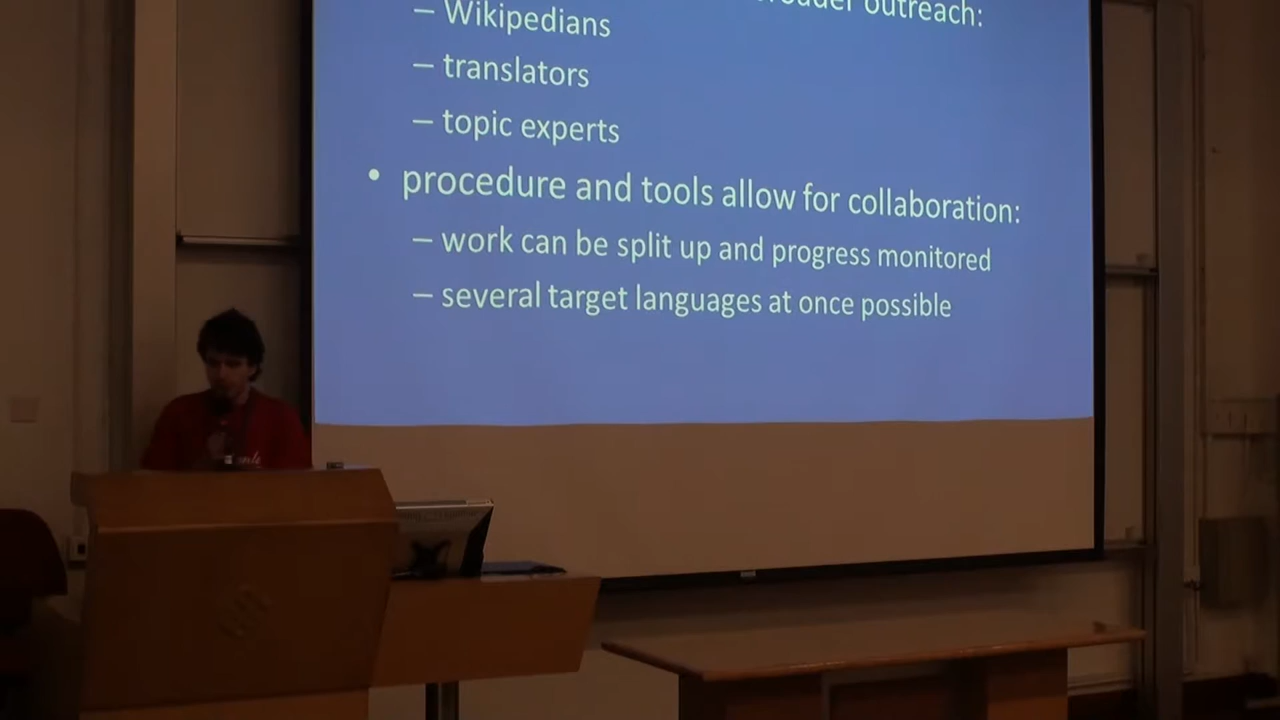 outreach:
– Wikipedians
– translators
– topic experts
• procedure and tools allow for collaboration:
– work can be split up and progress monitored
– several target languages at once possible